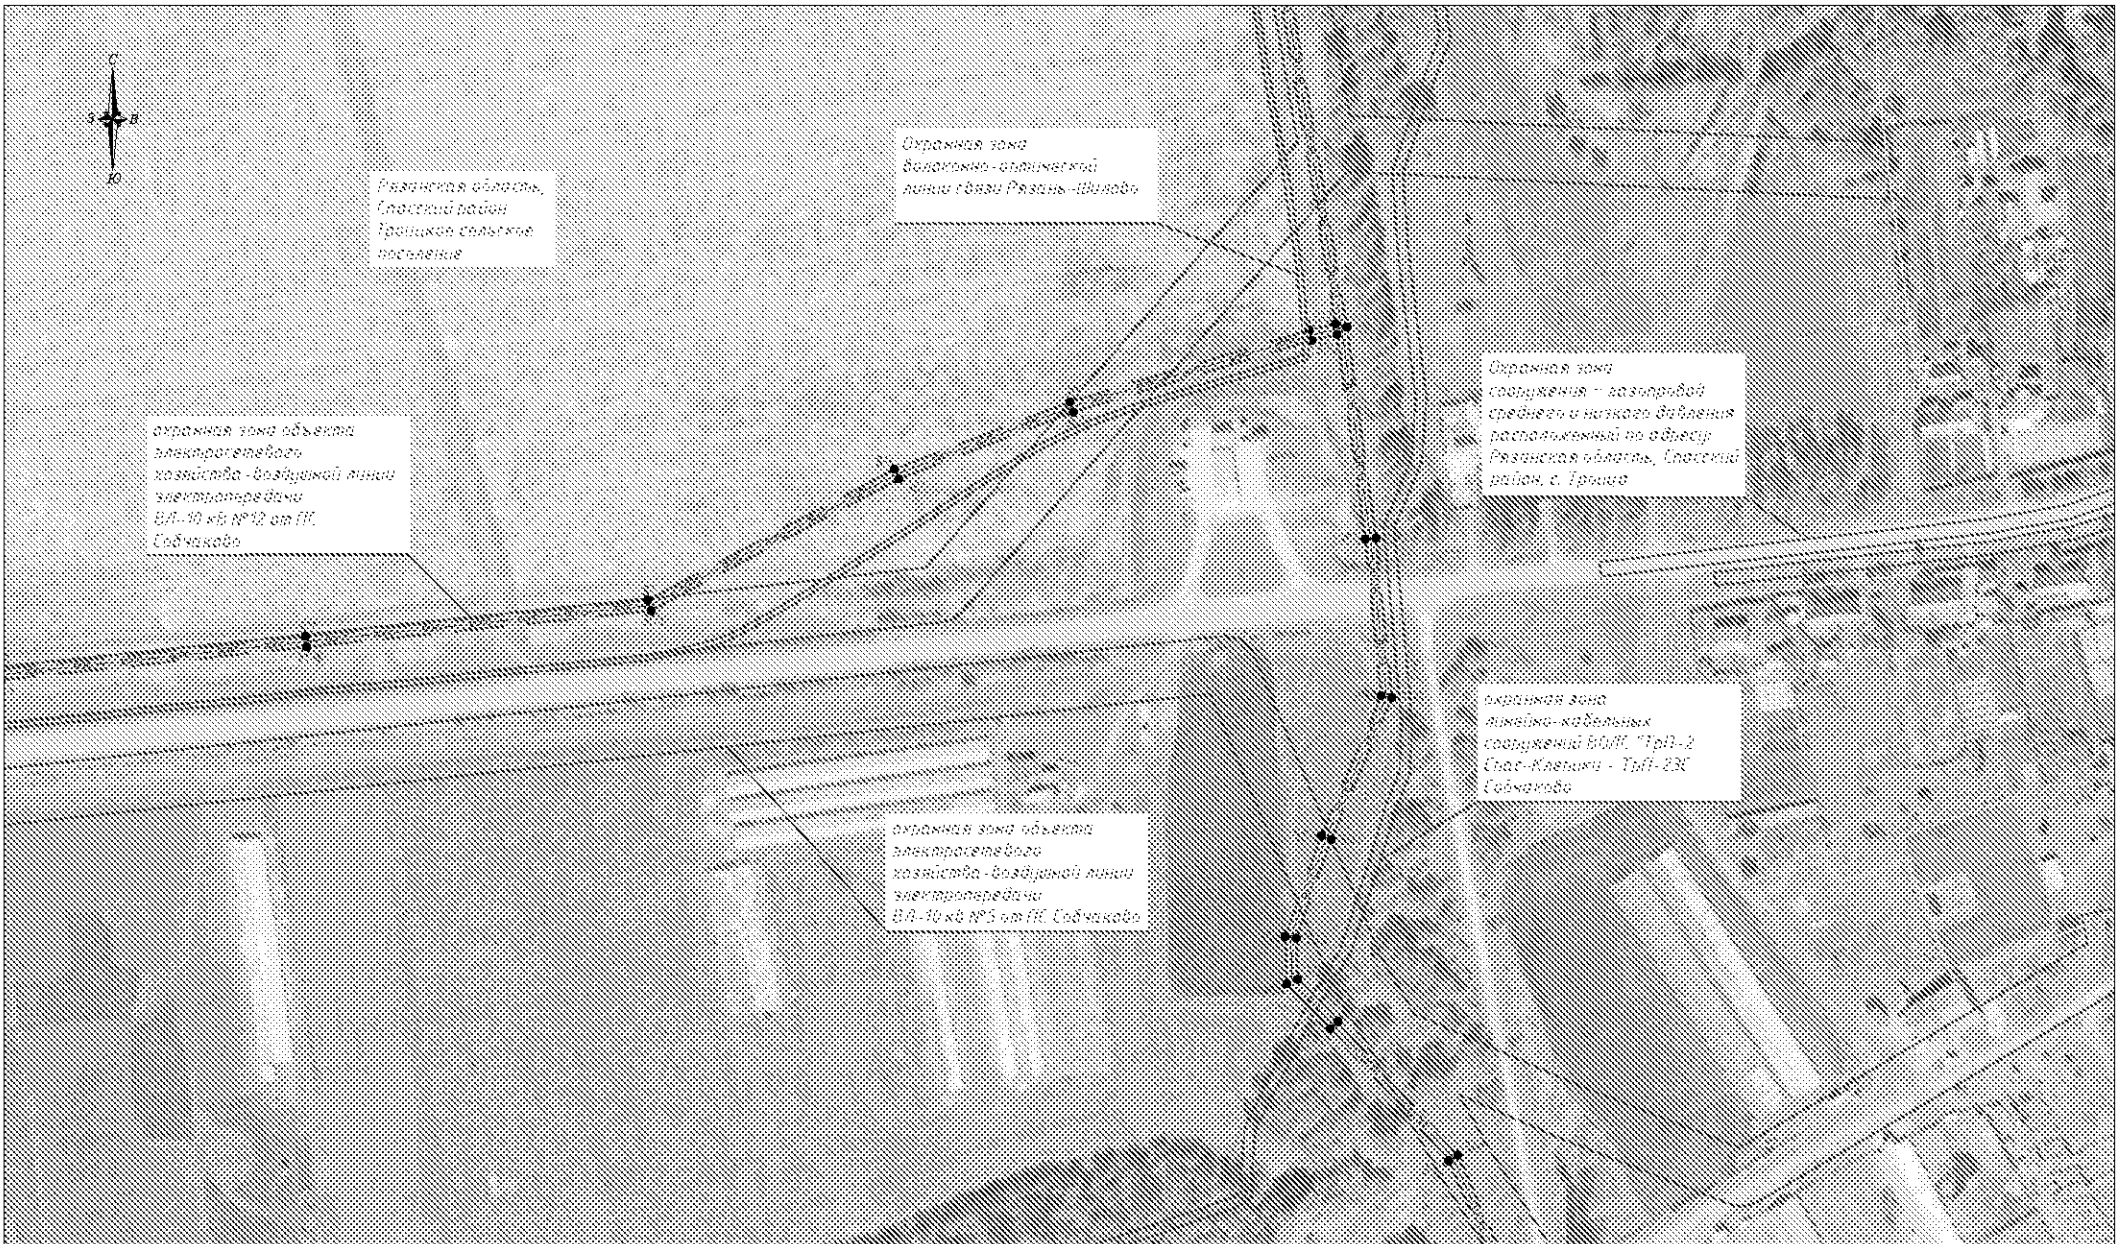 С
З В
Ю
Рязанская область,
Спасский район
Троицкое сельское
поселение
Охранная зона
волоконно-оптической
линии связи Рязань-Шилово
Охранная зона
сооружения - газопровод
среднего и низкого давления
расположенный по адресу:
Рязанская область, Спасский
район, с. Троица
охранная зона объекта
электросетевого
хозяйства-воздушной линии
электропередачи
ВЛ-10 кВ №12 от ПС
Собчаково
охранная зона
линейно-кабельных
сооружений ВОЛС "ТрП-2
Спас-Клепики - ТрП-23С
Собчаково
охранная зона объекта
электросетевого
хозяйства-воздушной линии
электропередачи
ВЛ-10 кВ №5 от ПС Собчаково